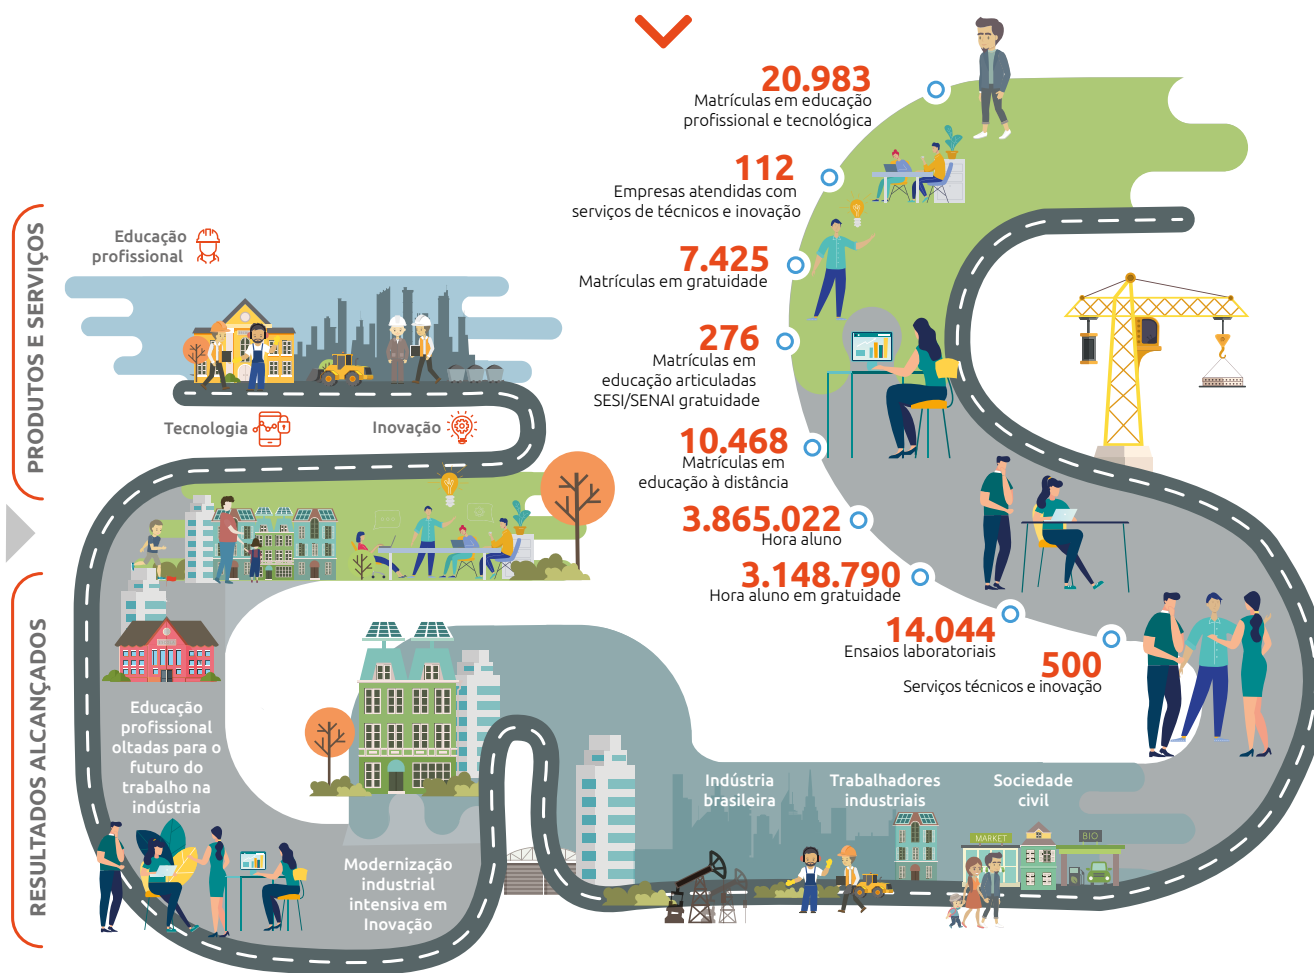 20.983
Matrículas em educação
profissional e tecnológica
112
Empresas atendidas com
serviços de técnicos e inovação
7.425
Matrículas em gratuidade
276
Matrículas em
educação articuladas
SESI/SENAI gratuidade
10.468
Matrículas em
educação à distância
3.865.022
Hora aluno
3.148.790
Hora aluno em gratuidade
14.044
Ensaios laboratoriais
500
Serviços técnicos e inovação
PRODUTOS E SERVIÇOS
Educação
profissional
Tecnologia
Inovação
RESULTADOS ALCANÇADOS
Educação
profissional
oltadas para o
futuro do
trabalho na
indústria
Modernização
industrial
intensiva em
Inovação
Indústria
brasileira
Trabalhadores
industriais
Sociedade
civil
MARKET
BIO